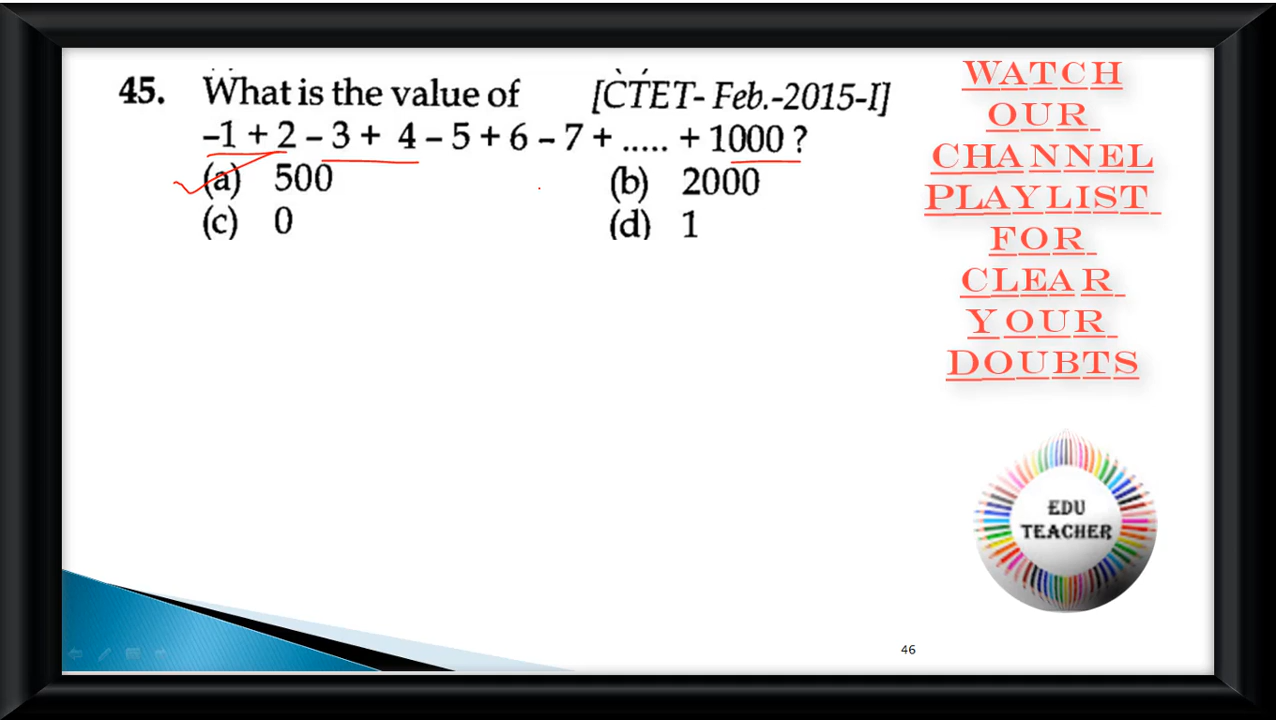 45. What is the value of [CTET- Feb.-2015-I]
–1 + 2 – 3 + 4 – 5 + 6 – 7 + ..... + 1000 ?
(a) 500 (b) 2000
(c) 0 (d) 1
WATCH
OUR
CHANNEL
PLAYLIST
FOR
CLEAR
YOUR
DOUBTS
EDU
TEACHER
46